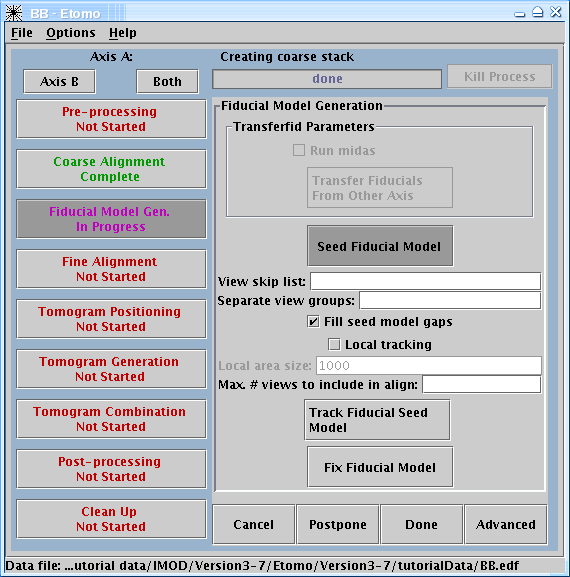 BB - Etomo
File Options Help
Axis A:
Creating coarse stack
Axis B
Both
done
Kill Process
Pre-processing
Not Started
Coarse Alignment
Complete
Fiducial Model Gen.
In Progress
Fine Alignment
Not Started
Tomogram Positioning
Not Started
Tomogram Generation
Not Started
Tomogram Combination
Not Started
Post-processing
Not Started
Clean Up
Not Started
Fiducial Model Generation
Transferfid Parameters
Run midas
Transfer Fiducials
From Other Axis
Seed Fiducial Model
View skip list:
Separate view groups:
Fill seed model gaps
Local tracking
Local area size: 1000
Max. # views to include in align:
Track Fiducial Seed
Model
Fix Fiducial Model
Cancel
Postpone
Done
Advanced
Data file: ...utorial data/IMOD/Version3-7/Etomo/Version3-7/tutorialData/BB.edf